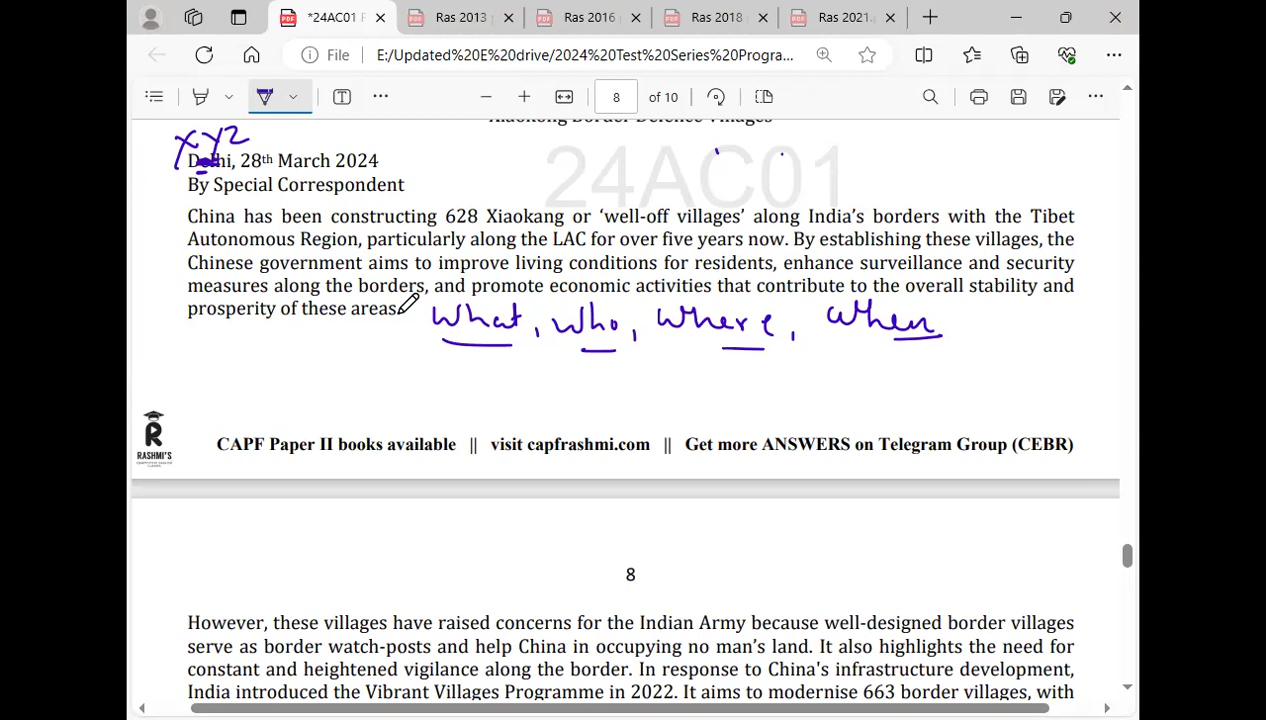 *24AC01 F
Ras 2013
Ras 2016
Ras 2018
Ras 2021.
File
E:/Updated%20E%20drive/2024%20Test%20Series%20Progra...
8 of 10
Xiaokong Border Defence Villages
24AC01
XYZ
Delhi, 28th March 2024
By Special Correspondent
China has been constructing 628 Xiaokang or ‘well-off villages’ along India’s borders with the Tibet
Autonomous Region, particularly along the LAC for over five years now. By establishing these villages, the
Chinese government aims to improve living conditions for residents, enhance surveillance and security
measures along the borders, and promote economic activities that contribute to the overall stability and
prosperity of these areas
What, who, where, when
RASHMI'S
CAPF Paper II books available || visit capfrashmi.com || Get more ANSWERS on Telegram Group (CEBR)
8
However, these villages have raised concerns for the Indian Army because well-designed border villages
serve as border watch-posts and help China in occupying no man’s land. It also highlights the need for
constant and heightened vigilance along the border. In response to China's infrastructure development,
India introduced the Vibrant Villages Programme in 2022. It aims to modernise 663 border villages, with